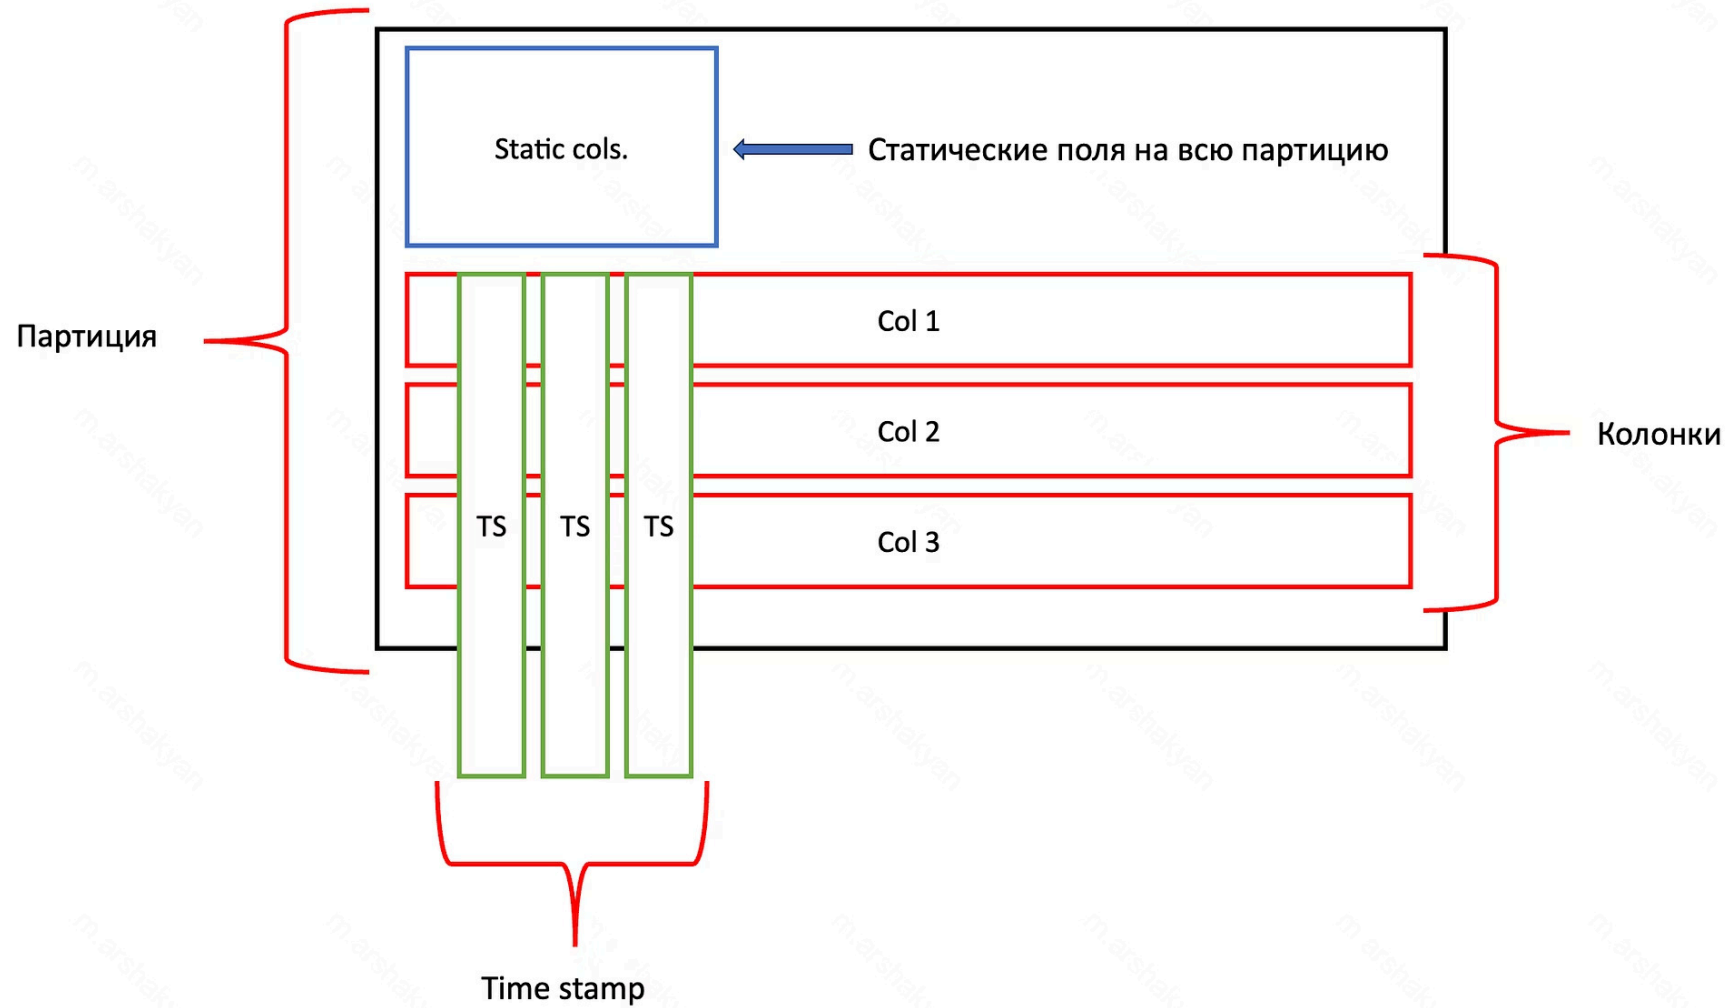 Static cols.
Статические поля на всю партицию
Партиция
Col 1
Col 2
Col 3
Колонки
TS
TS
TS
Time stamp
m.arshakyan